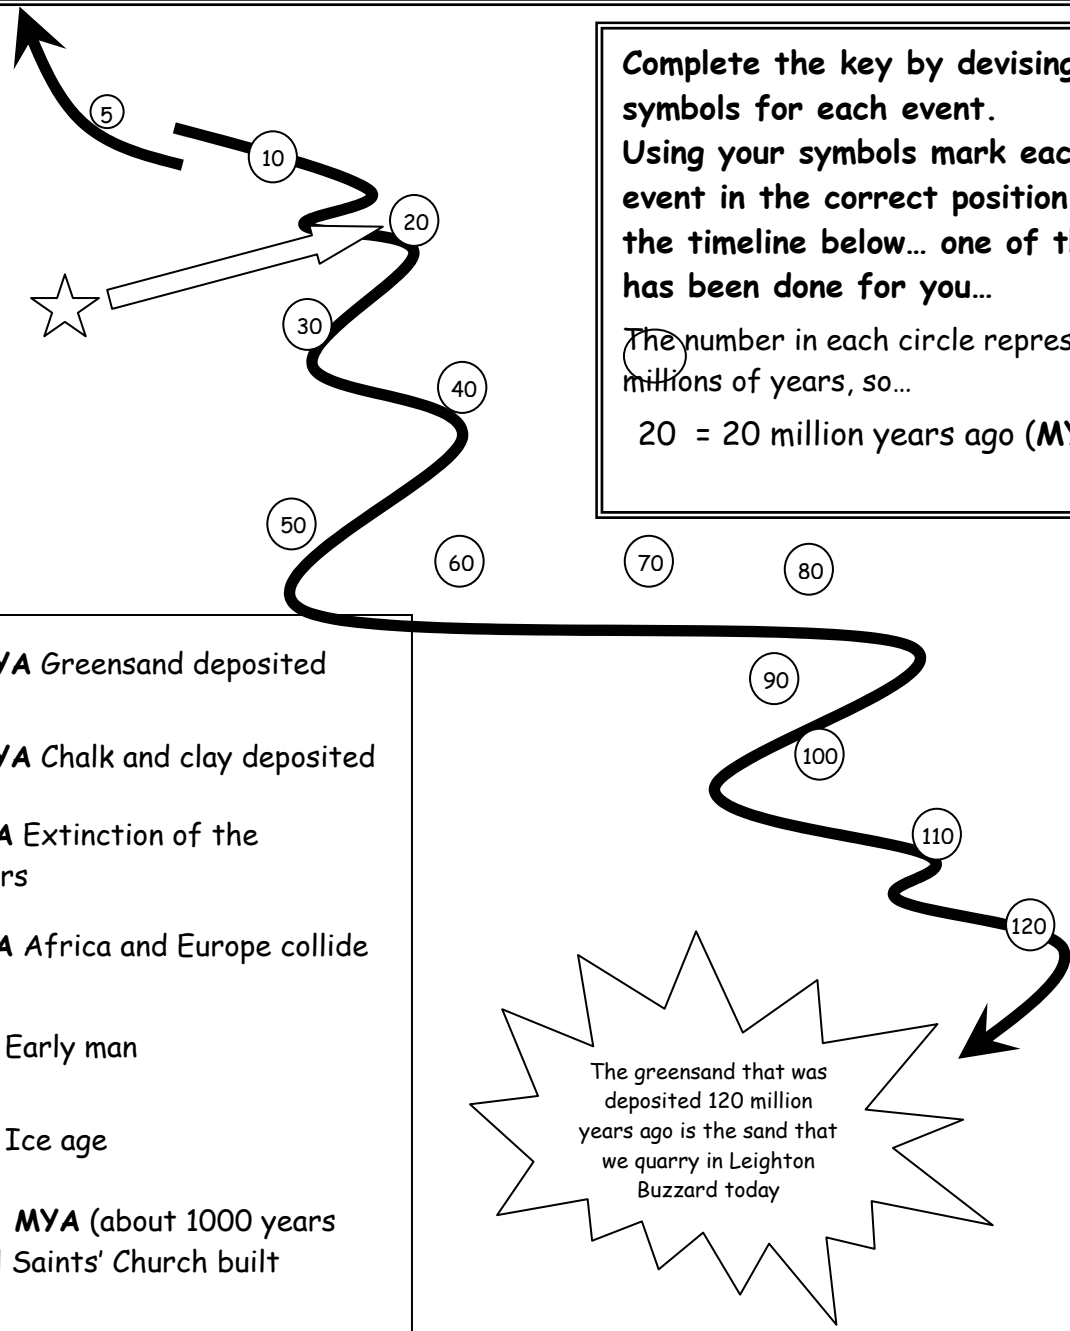 Complete the key by devising
symbols for each event.
Using your symbols mark eac
event in the correct position
the timeline below… one of t
has been done for you…
The number in each circle repres
millions of years, so…
20 = 20 million years ago (M
5
10
20
30
40
50
60
70
80
90
100
110
120
YA Greensand deposited
YA Chalk and clay deposited
A Extinction of the
rs
A Africa and Europe collide
Early man
Ice age
MYA (about 1000 years
Saints' Church built
The greensand that was
deposited 120 million
years ago is the sand that
we quarry in Leighton
Buzzard today